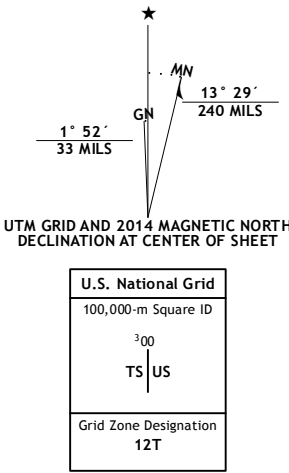 ★
MN
13° 29´
240 MILS
GN
1° 52´
33 MILS
UTM GRID AND 2014 MAGNETIC NORTH
DECLINATION AT CENTER OF SHEET
U.S. National Grid
100,000-m Square ID
³00
TS US
Grid Zone Designation
12T